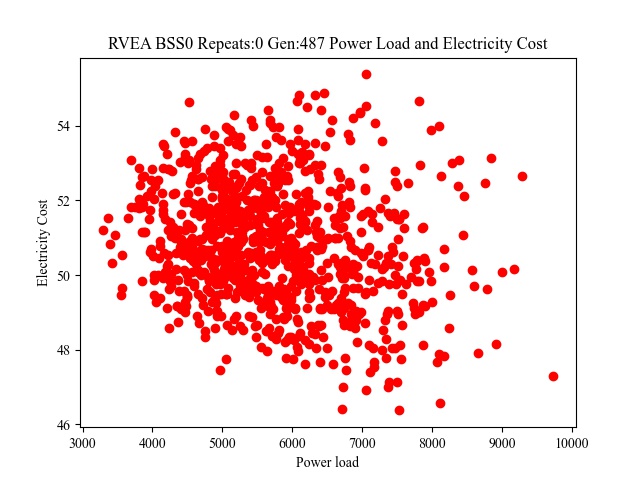 RVEA BSS0 Repeats:0 Gen:487 Power Load and Electricity Cost
Electricity Cost
54
52
50
48
46
3000 4000 5000 6000 7000 8000 9000 10000
Power load